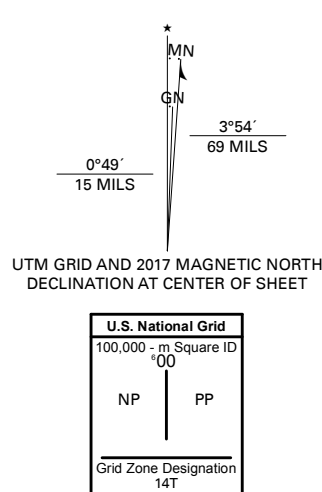 MN
GN
3°54´
69 MILS
0°49´
15 MILS
UTM GRID AND 2017 MAGNETIC NORTH
DECLINATION AT CENTER OF SHEET
U.S. National Grid
100,000 - m Square ID
⁶00
NP PP
Grid Zone Designation
14T